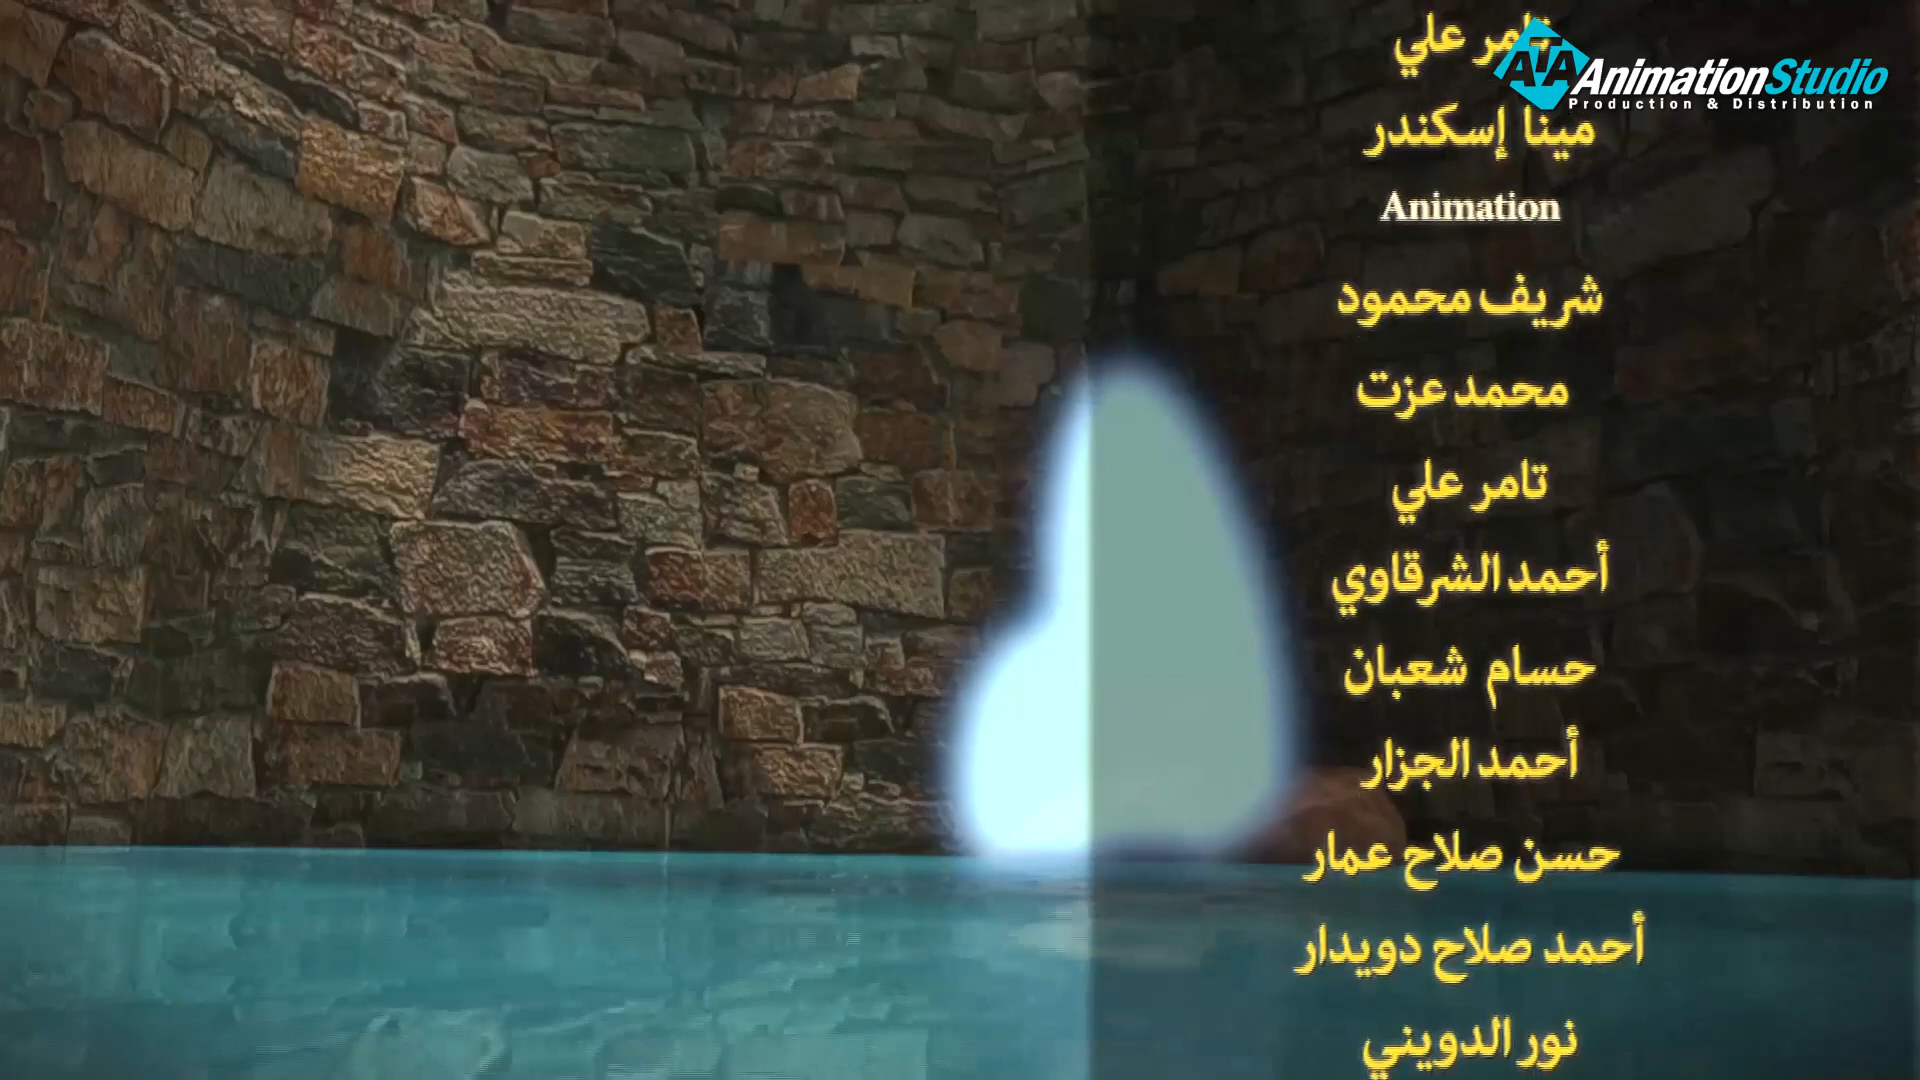 تامر علي
ATA AnimationStudio
Production & Distribution
مينا إسكندر
Animation
شريف محمود
محمد عزت
تامر علي
أحمد الشرقاوي
حسام شعبان
أحمد الجزار
حسن صلاح عمار
أحمد صلاح دويدار
نور الدويني